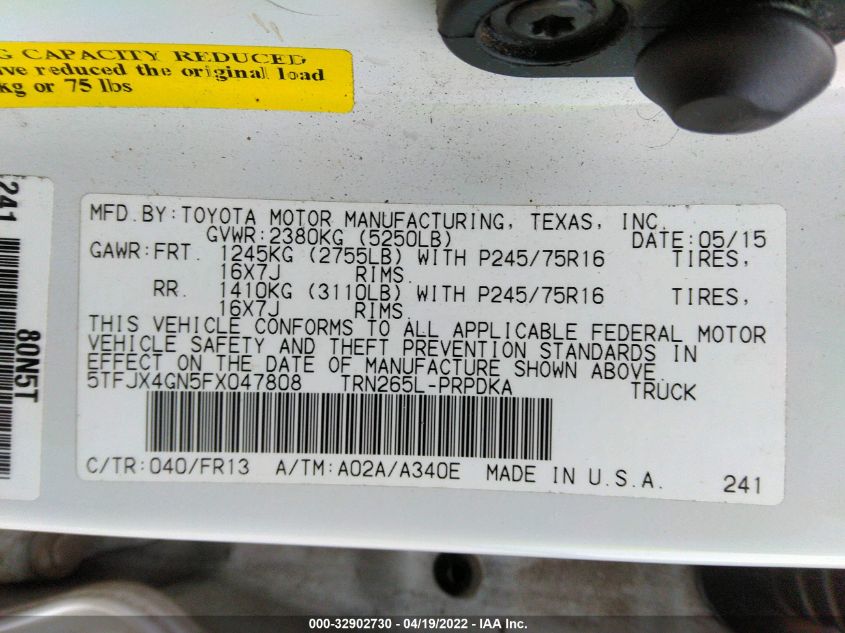 G CAPACITY REDUCED
ve reduced the original load
kg or 75 lbs
241
80N5T
MFD.BY:TOYOTA MOTOR MANUFACTURING, TEXAS, INC.
GVWR:2380KG (5250LB) DATE:05/15
GAWR:FRT. 1245KG (2755LB) WITH P245/75R16 TIRES,
16X7J RIMS.
RR. 1410KG (3110LB) WITH P245/75R16 TIRES,
16X7J RIMS.
THIS VEHICLE CONFORMS TO ALL APPLICABLE FEDERAL MOTOR
VEHICLE SAFETY AND THEFT PREVENTION STANDARDS IN
EFFECT ON THE DATE OF MANUFACTURE SHOWN ABOVE.
5TFJX4GN5FX047808 TRN265L-PRPDKA TRUCK
C/TR:040/FR13 A/TM:A02A/A340E MADE IN U.S.A. 241
000-32902730 - 04/19/2022 - IAA Inc.